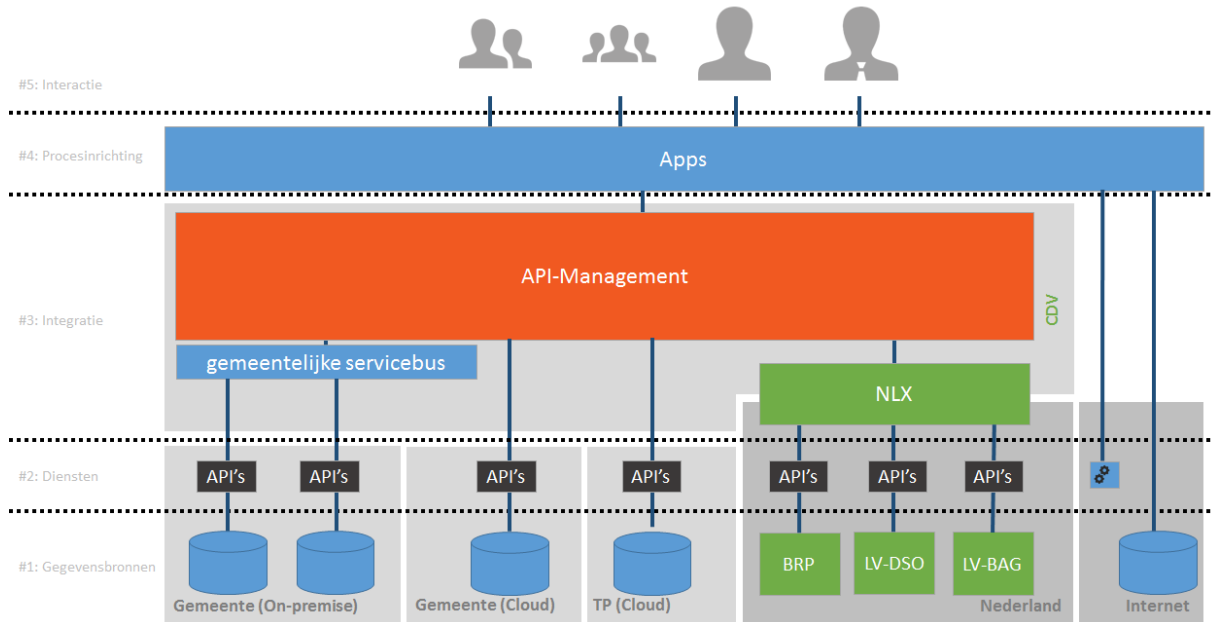 #5: Interactie
#4: Procesinrichting
Apps
#3: Integratie
API-Management
CDV
gemeentelijke servicebus
NLX
#2: Diensten
API's
API's
API's
API's
API's
API's
API's
#1: Gegevensbronnen
BRP
LV-DSO
LV-BAG
Gemeente (On-premise)
Gemeente (Cloud)
TP (Cloud)
Nederland
Internet